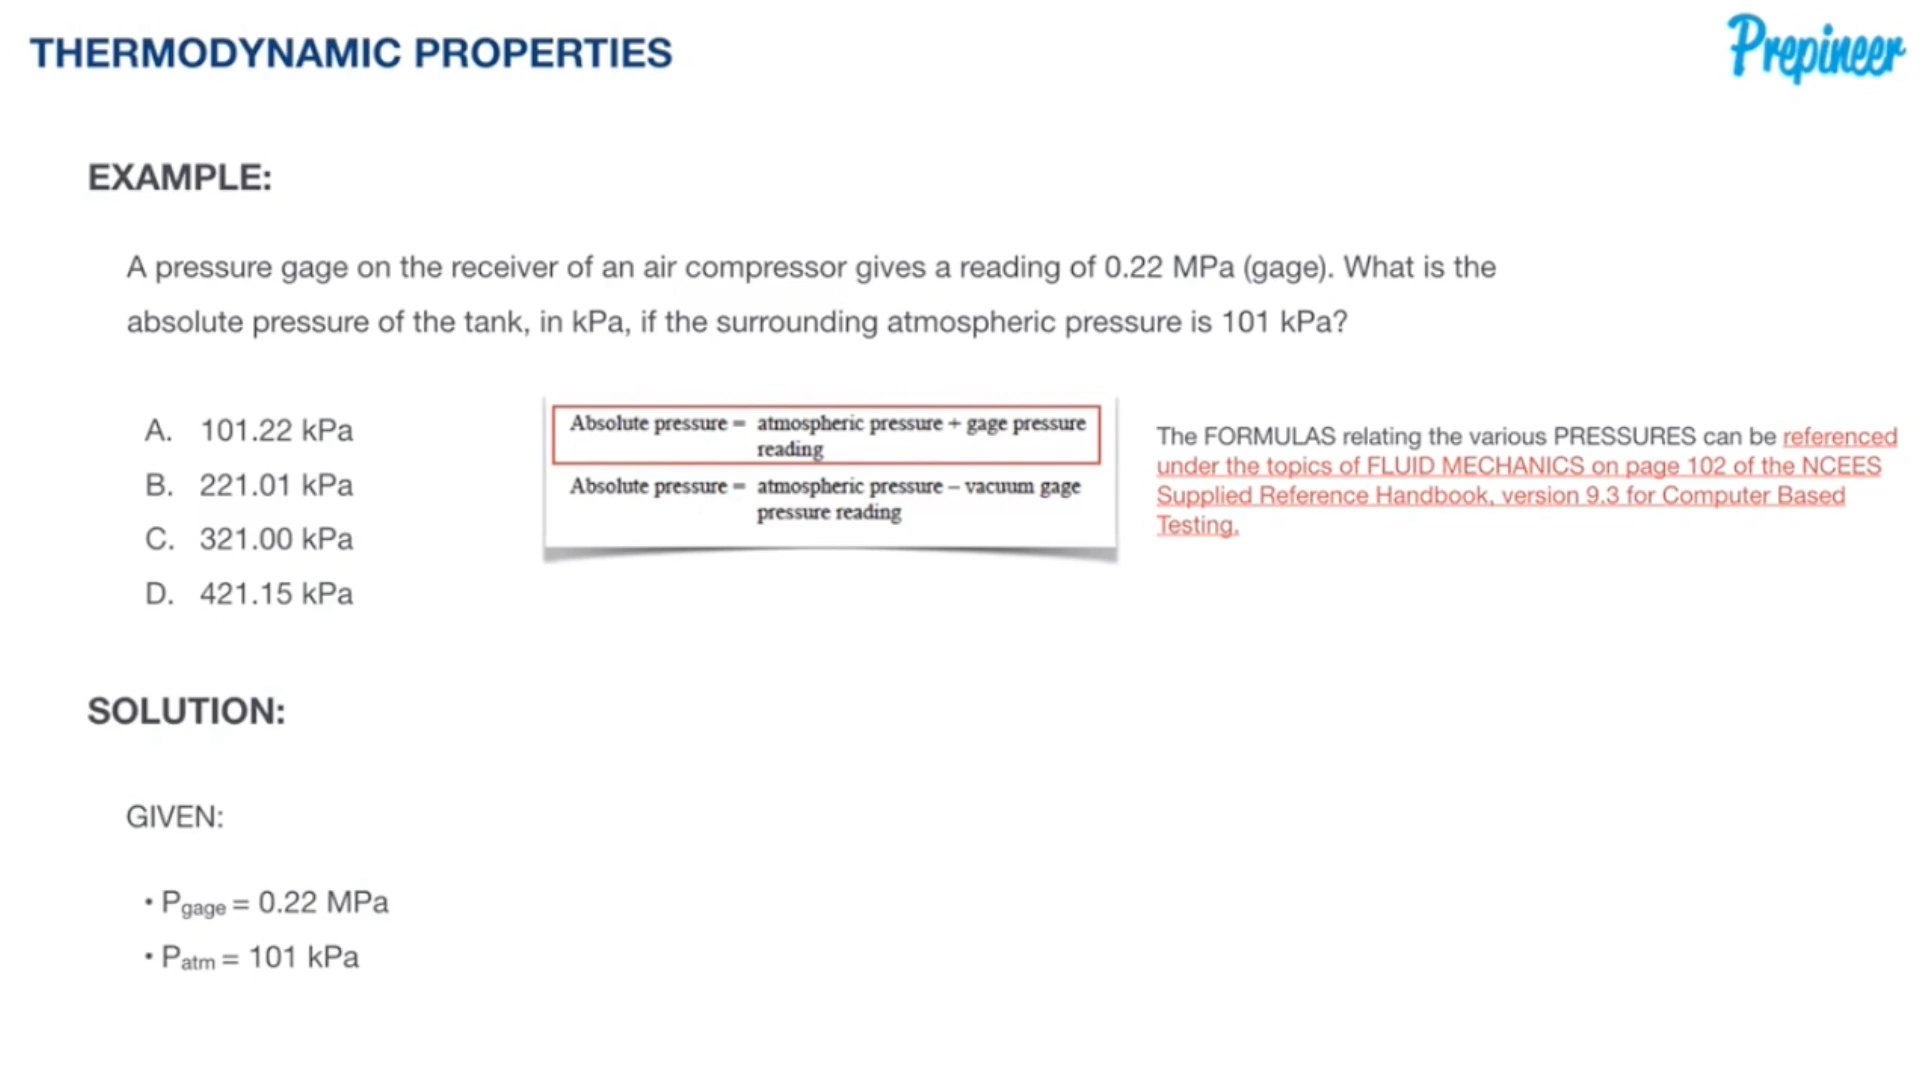 THERMODYNAMIC PROPERTIES
Prepineer
EXAMPLE:
A pressure gage on the receiver of an air compressor gives a reading of 0.22 MPa (gage). What is the
absolute pressure of the tank, in kPa, if the surrounding atmospheric pressure is 101 kPa?
A. 101.22 kPa
B. 221.01 kPa
C. 321.00 kPa
D. 421.15 kPa
Absolute pressure = atmospheric pressure + gage pressure
reading
Absolute pressure = atmospheric pressure – vacuum gage
pressure reading
The FORMULAS relating the various PRESSURES can be referenced
under the topics of FLUID MECHANICS on page 102 of the NCEES
Supplied Reference Handbook, version 9.3 for Computer Based
Testing.
SOLUTION:
GIVEN:
• Pgage = 0.22 MPa
• Patm = 101 kPa